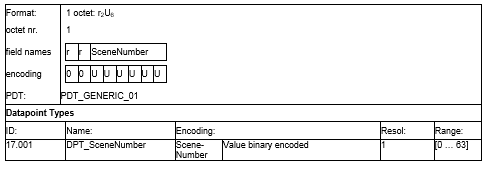 Format: 1 octet: r₂U₆
octet nr. 1
field names r r SceneNumber
encoding 0 0 U U U U U U
PDT: PDT_GENERIC_01
Datapoint Types
ID: Name: Encoding: Resol: Range:
17.001 DPT_SceneNumber Scene- Value binary encoded 1 [0 … 63]
Number